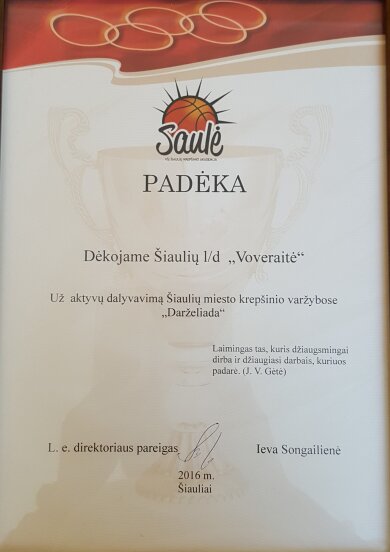 Saulė
VŠĮ ŠIAULIŲ KREPŠINIO AKADEMIJA
PADĖKA
Dėkojame Šiaulių l/d „Voveraitė“
Už aktyvų dalyvavimą Šiaulių miesto krepšinio varžybose
„Darželiada“
Laimingas tas, kuris džiaugsmingai
dirba ir džiaugiasi darbais, kuriuos
padarė. (J. V. Gėtė)
L. e. direktoriaus pareigas
Ieva Songailienė
2016 m.
Šiauliai